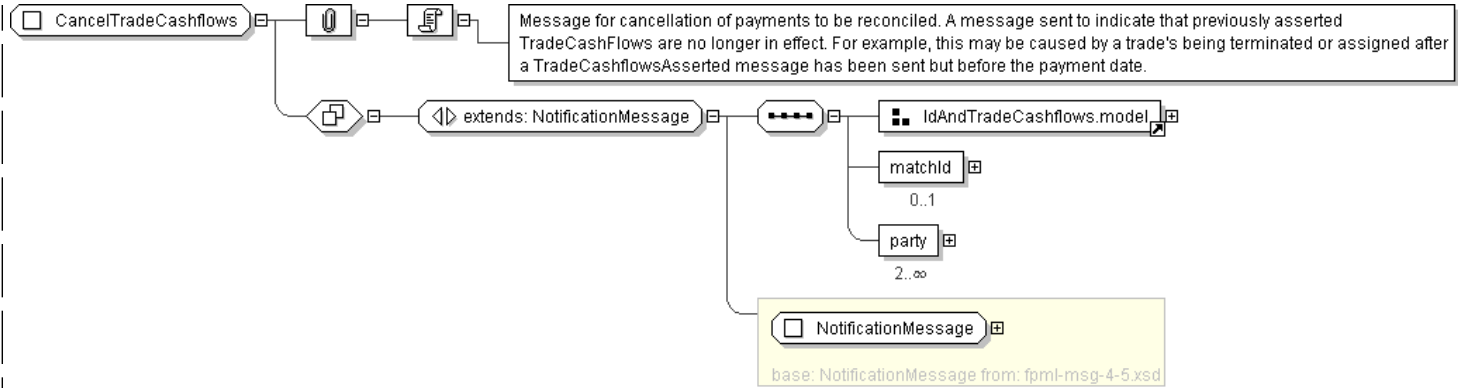 CancelTradeCashflows
Message for cancellation of payments to be reconciled. A message sent to indicate that previously asserted
TradeCashFlows are no longer in effect. For example, this may be caused by a trade's being terminated or assigned after
a TradeCashflowsAsserted message has been sent but before the payment date.
extends: NotificationMessage
IdAndTradeCashflows.model
matchId
0..1
party
2..∞
NotificationMessage
base: NotificationMessage from: fpml-msg-4-5.xsd